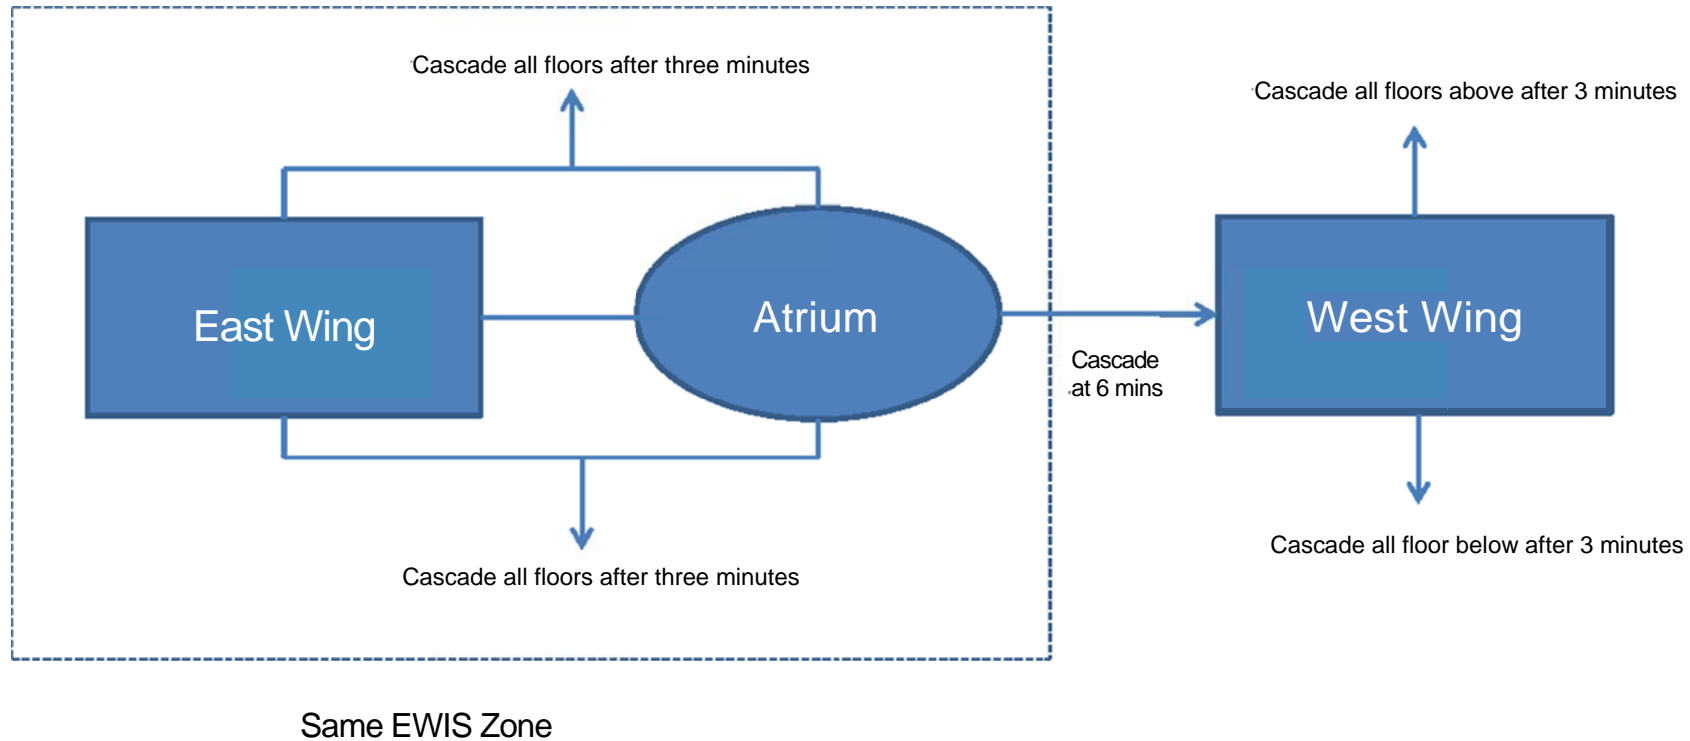 Cascade all floors after three minutes
Cascade all floors above after 3 minutes
East Wing
Atrium
West Wing
Cascade
at 6 mins
Cascade all floor below after 3 minutes
Cascade all floors after three minutes
Same EWIS Zone